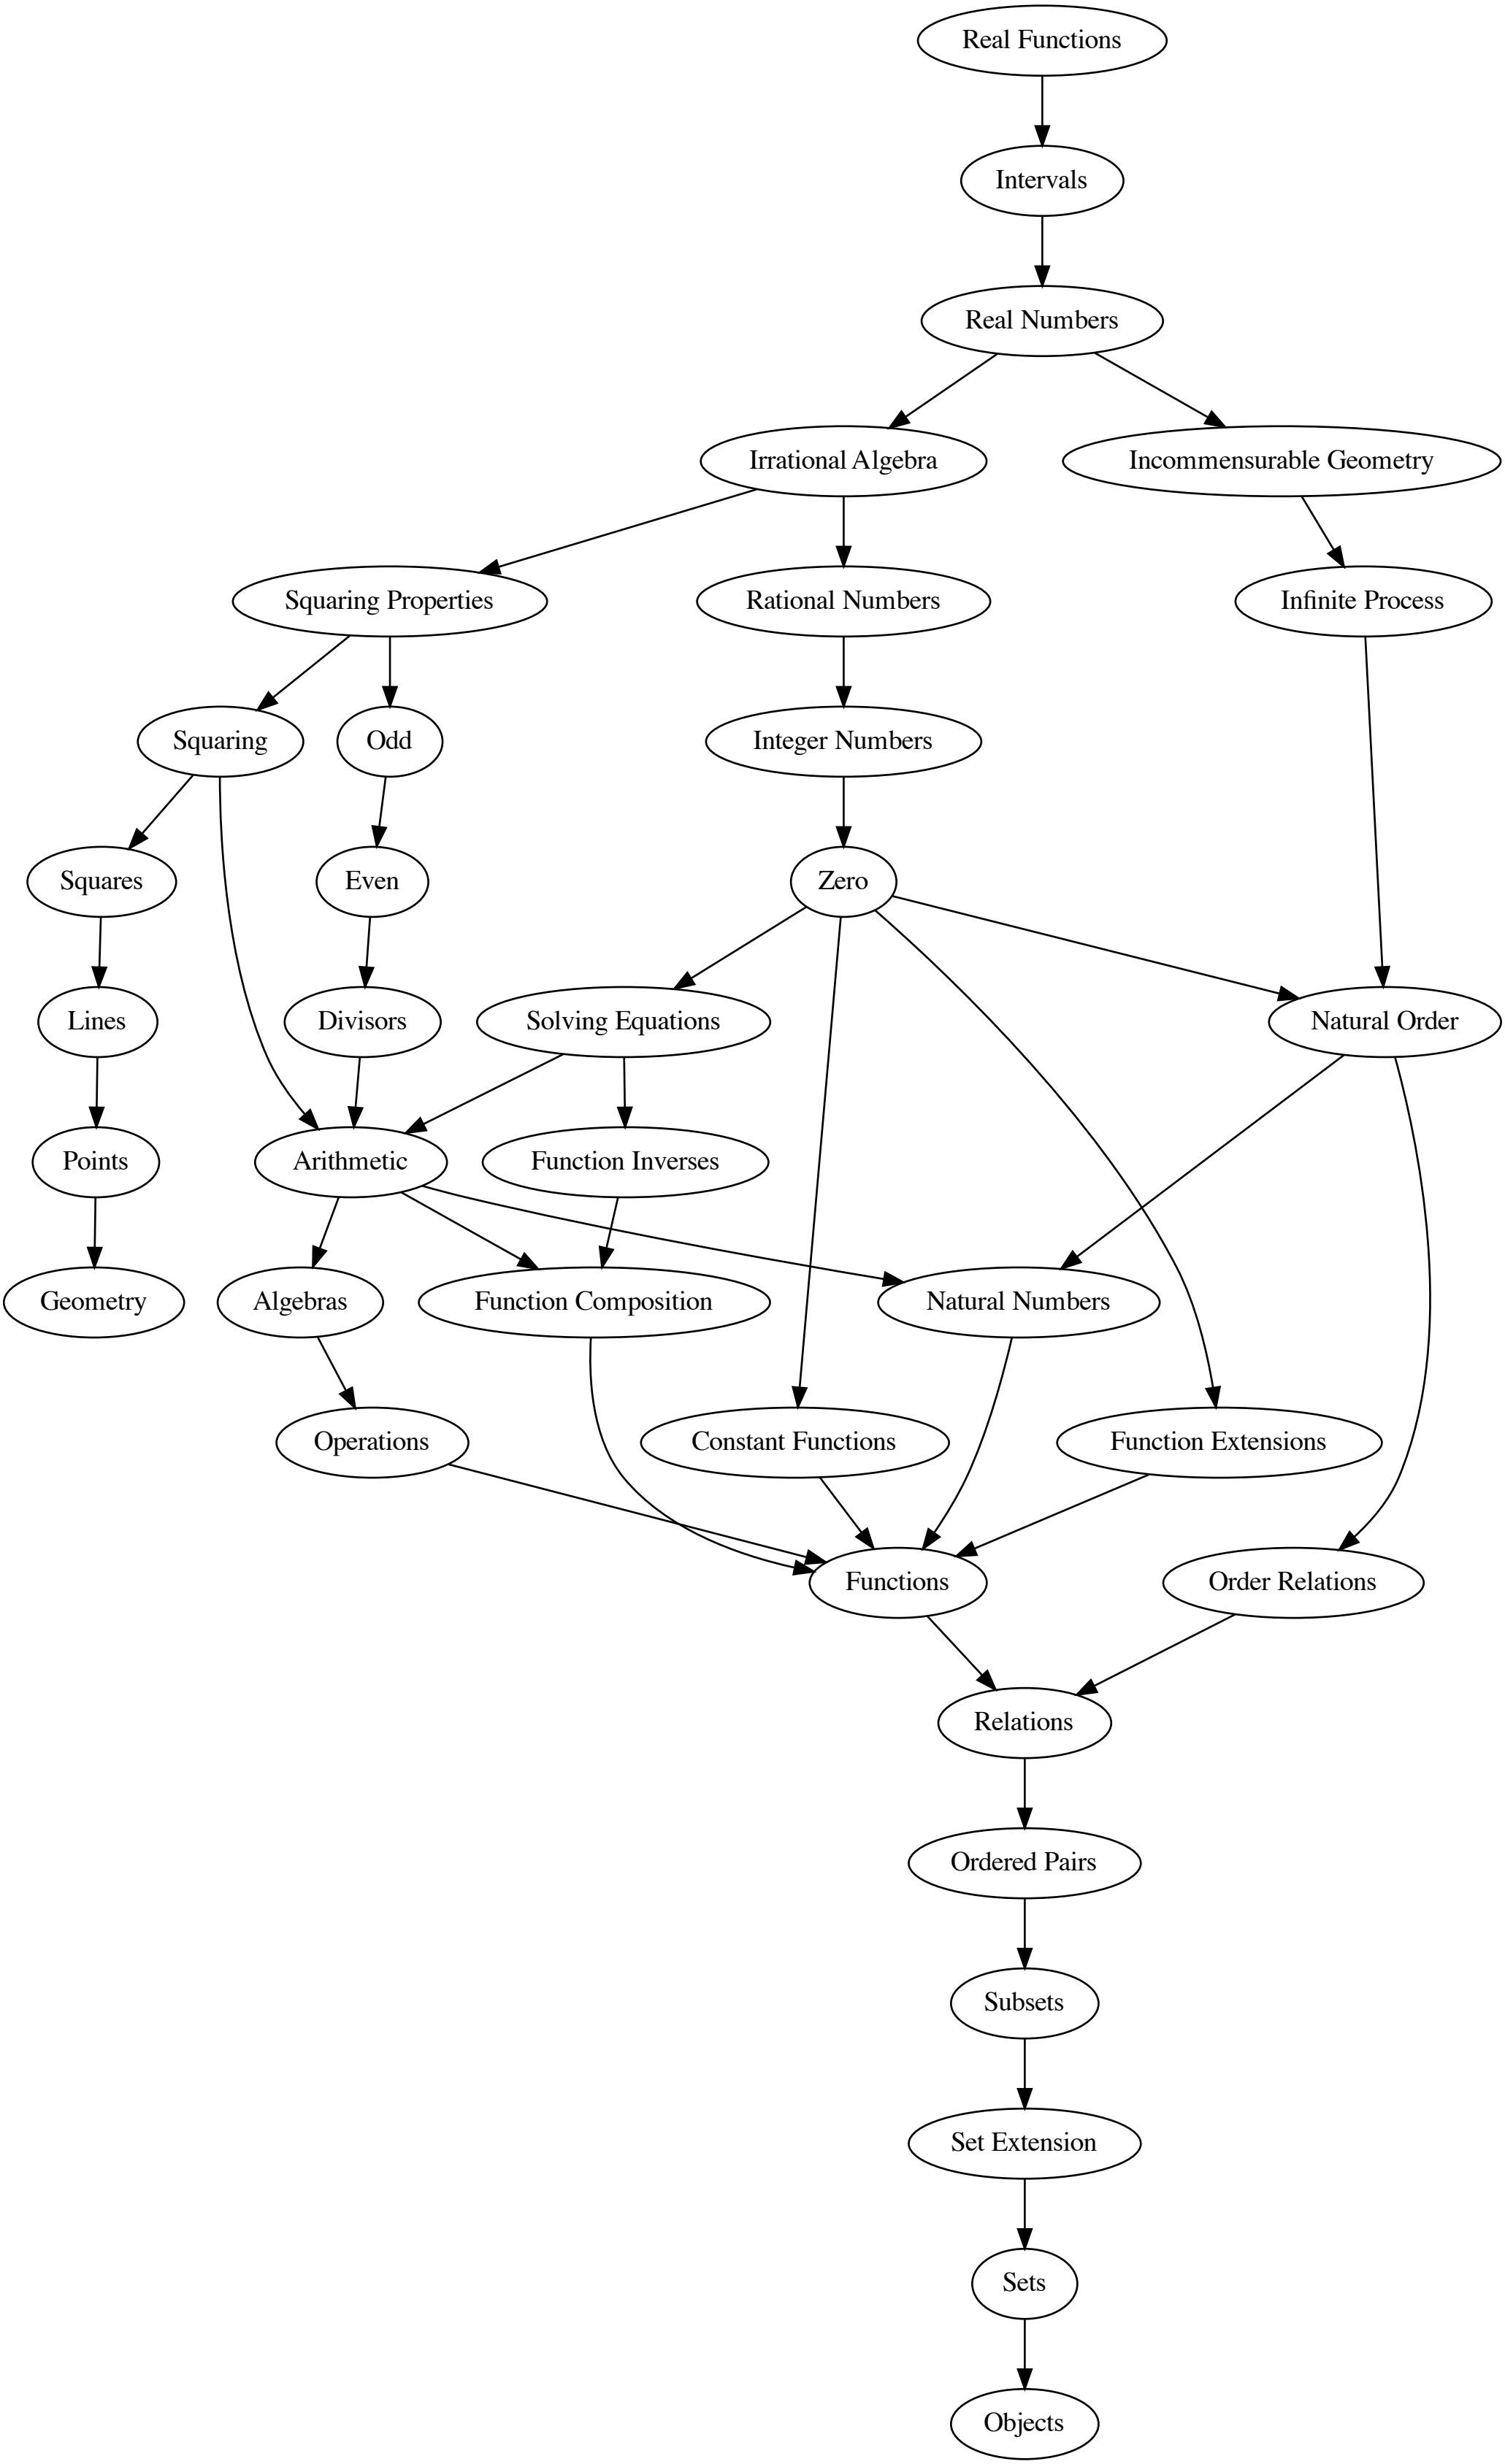 Real Functions
Intervals
Real Numbers
Irrational Algebra
Incommensurable Geometry
Squaring Properties
Rational Numbers
Infinite Process
Squaring
Odd
Integer Numbers
Squares
Even
Zero
Lines
Divisors
Solving Equations
Natural Order
Points
Arithmetic
Function Inverses
Geometry
Algebras
Function Composition
Natural Numbers
Operations
Constant Functions
Function Extensions
Functions
Order Relations
Relations
Ordered Pairs
Subsets
Set Extension
Sets
Objects